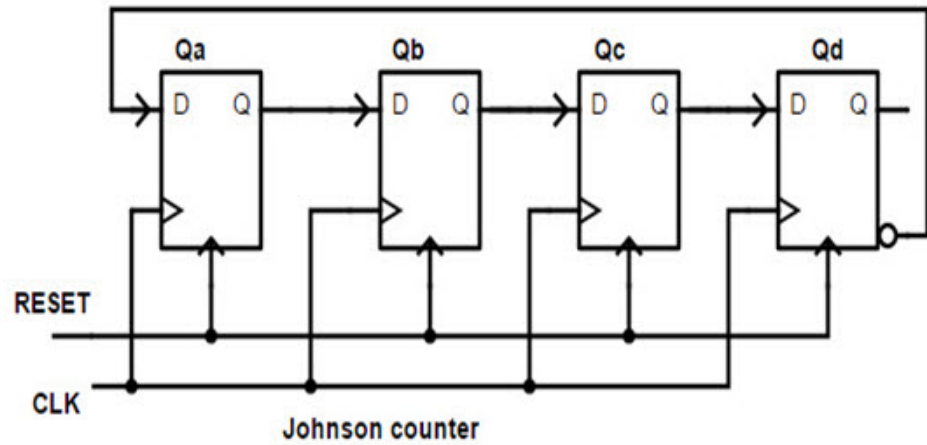 Qa Qb Qc Qd
D Q D Q D Q D Q
RESET
CLK
Johnson counter